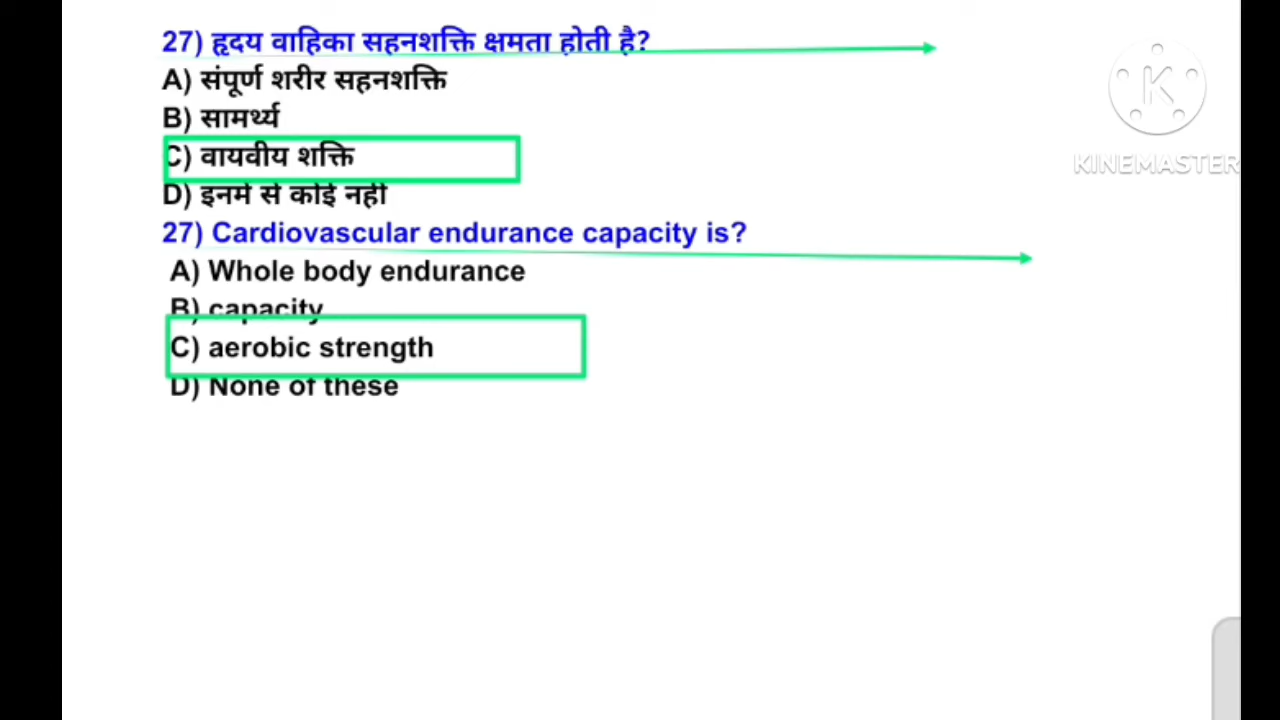 27) हृदय वाहिका सहनशक्ति क्षमता होती है?
A) संपूर्ण शरीर सहनशक्ति
B) सामर्थ्य
C) वायवीय शक्ति
D) इनमे से कोई नहीं
27) Cardiovascular endurance capacity is?
A) Whole body endurance
B) capacity
C) aerobic strength
D) None of these
K
KINEMASTER